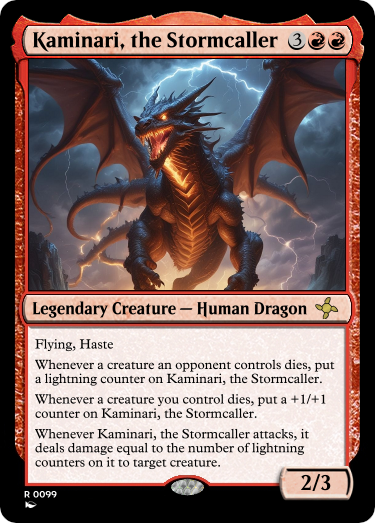 Kaminari, the Stormcaller 3
Legendary Creature — Human Dragon
Flying, Haste
Whenever a creature an opponent controls dies, put
a lightning counter on Kaminari, the Stormcaller.
Whenever a creature you control dies, put a +1/+1
counter on Kaminari, the Stormcaller.
Whenever Kaminari, the Stormcaller attacks, it
deals damage equal to the number of lightning
counters on it to target creature.
2/3
R 0099